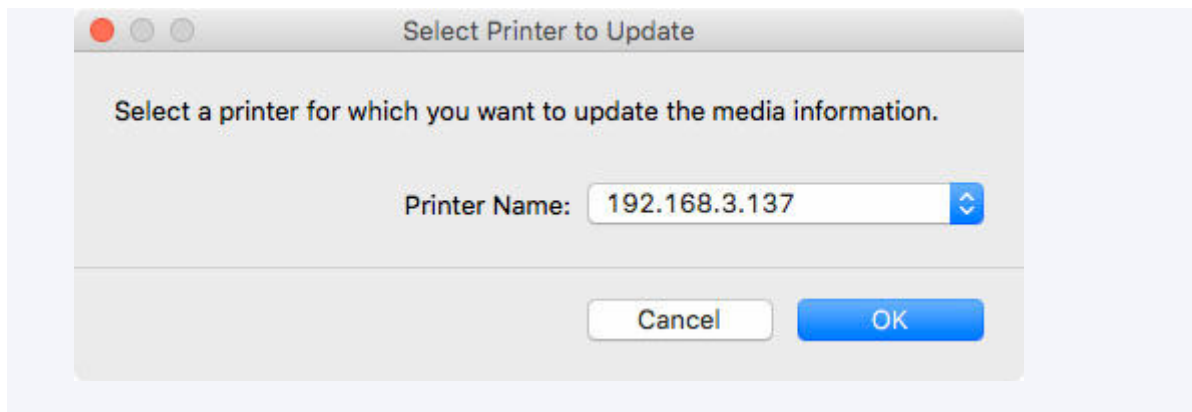 Select Printer to Update
Select a printer for which you want to update the media information.
Printer Name: 192.168.3.137
Cancel OK